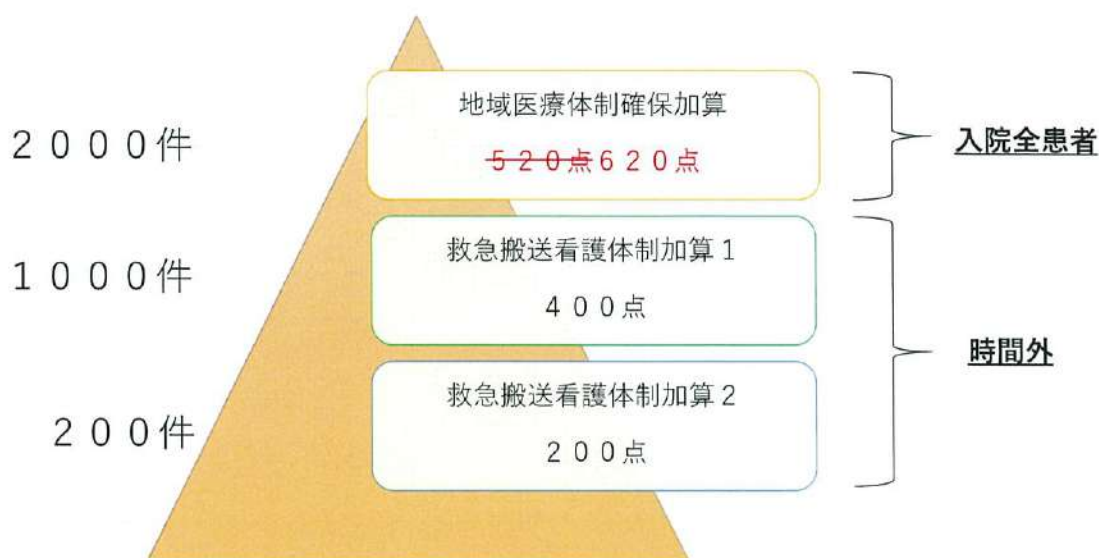 2000件
地域医療体制確保加算
520点620点
入院全患者
1000件
救急搬送看護体制加算1
400点
時間外
200件
救急搬送看護体制加算2
200点